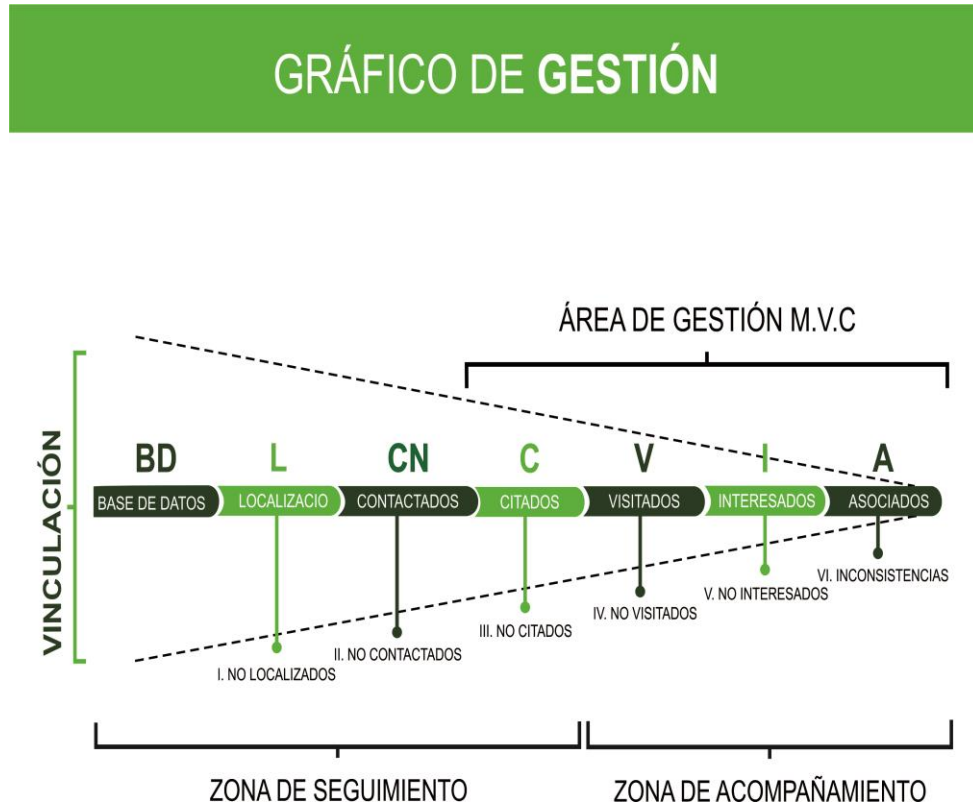 GRÁFICO DE GESTIÓN
ÁREA DE GESTIÓN M.V.C
VINCULACIÓN
BD
L
CN
C
V
I
A
BASE DE DATOS
LOCALIZACIO
CONTACTADOS
CITADOS
VISITADOS
INTERESADOS
ASOCIADOS
I. NO LOCALIZADOS
II. NO CONTACTADOS
III. NO CITADOS
IV. NO VISITADOS
V. NO INTERESADOS
VI. INCONSISTENCIAS
ZONA DE SEGUIMIENTO
ZONA DE ACOMPAÑAMIENTO